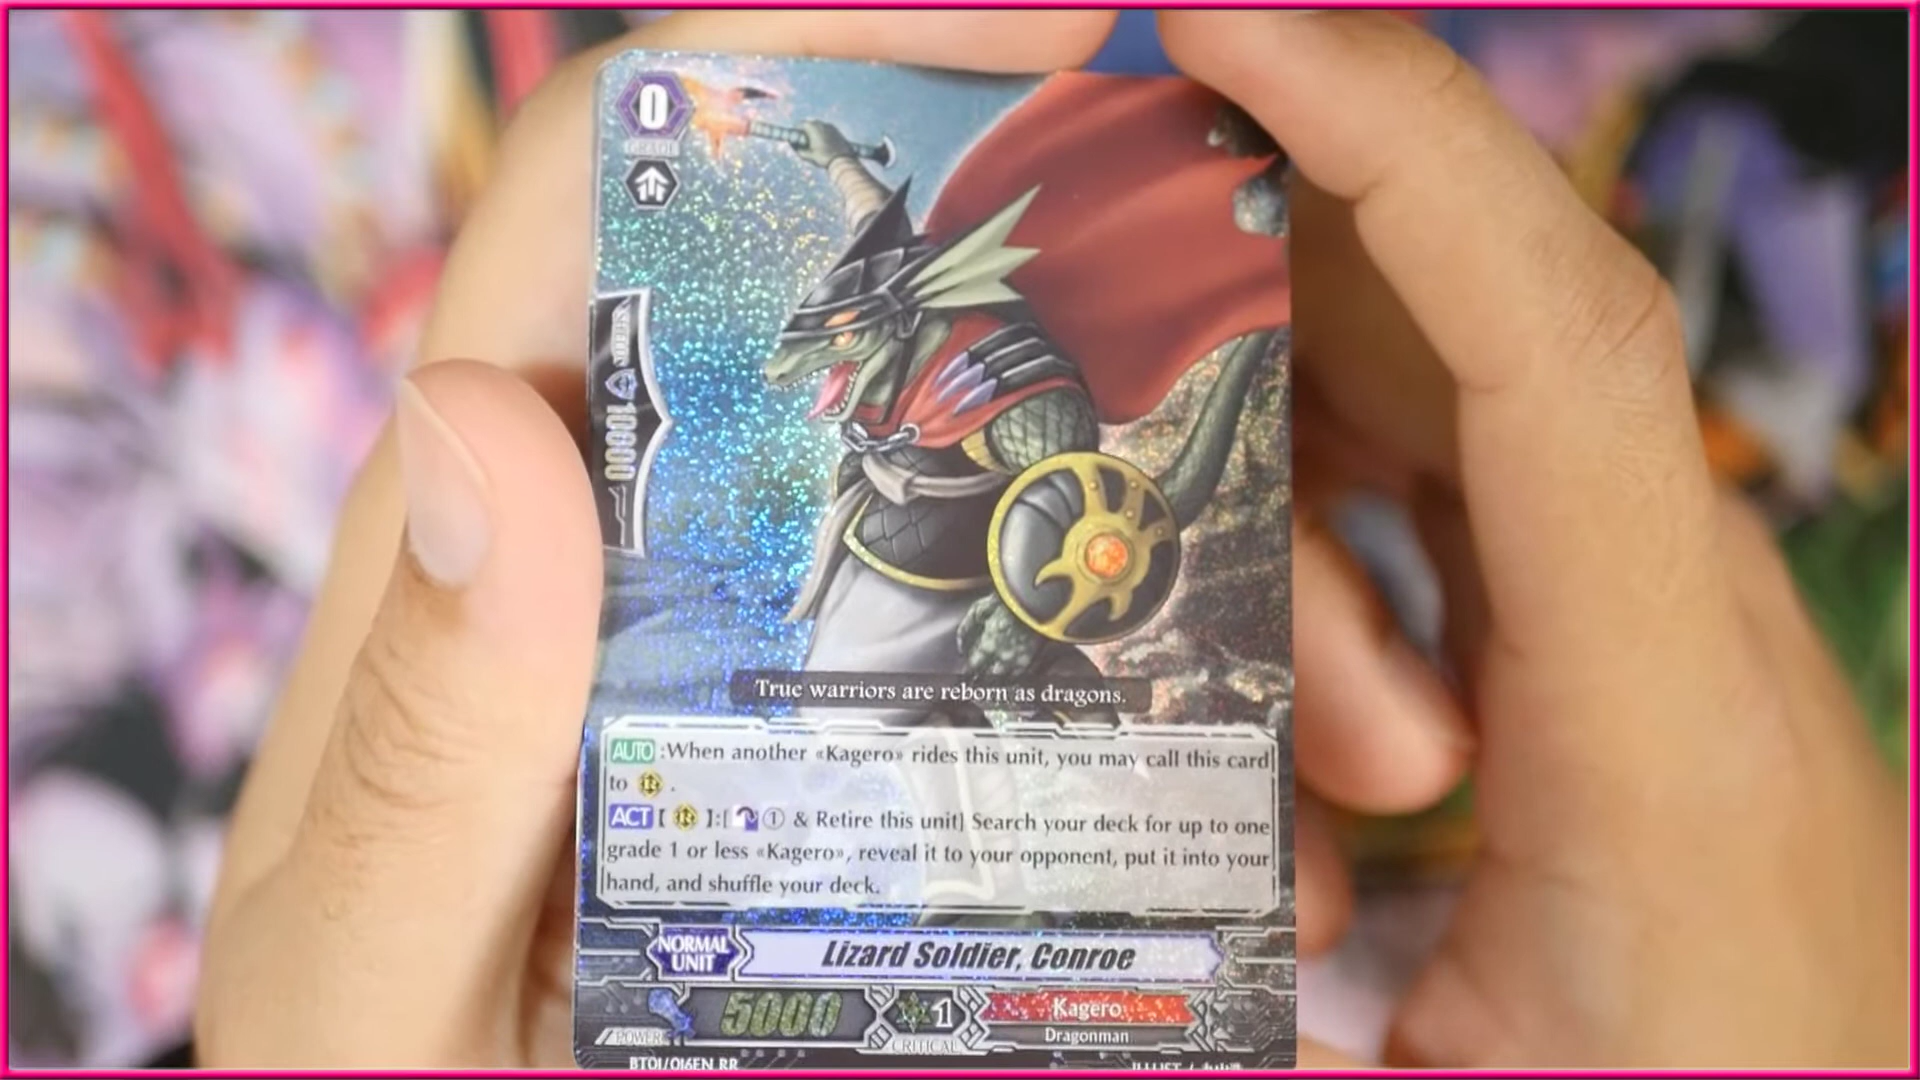 0
GRADE
SHIELD 10000
True warriors are reborn as dragons.
AUTO :When another «Kagero» rides this unit, you may call this card
to .
ACT [ ]:[ ① & Retire this unit] Search your deck for up to one
grade 1 or less «Kagero», reveal it to your opponent, put it into your
hand, and shuffle your deck.
NORMAL
UNIT
Lizard Soldier, Conroe
POWER 5000
CRITICAL 1
Kagero
Dragonman
BT01/016EN RR
ILLUST /